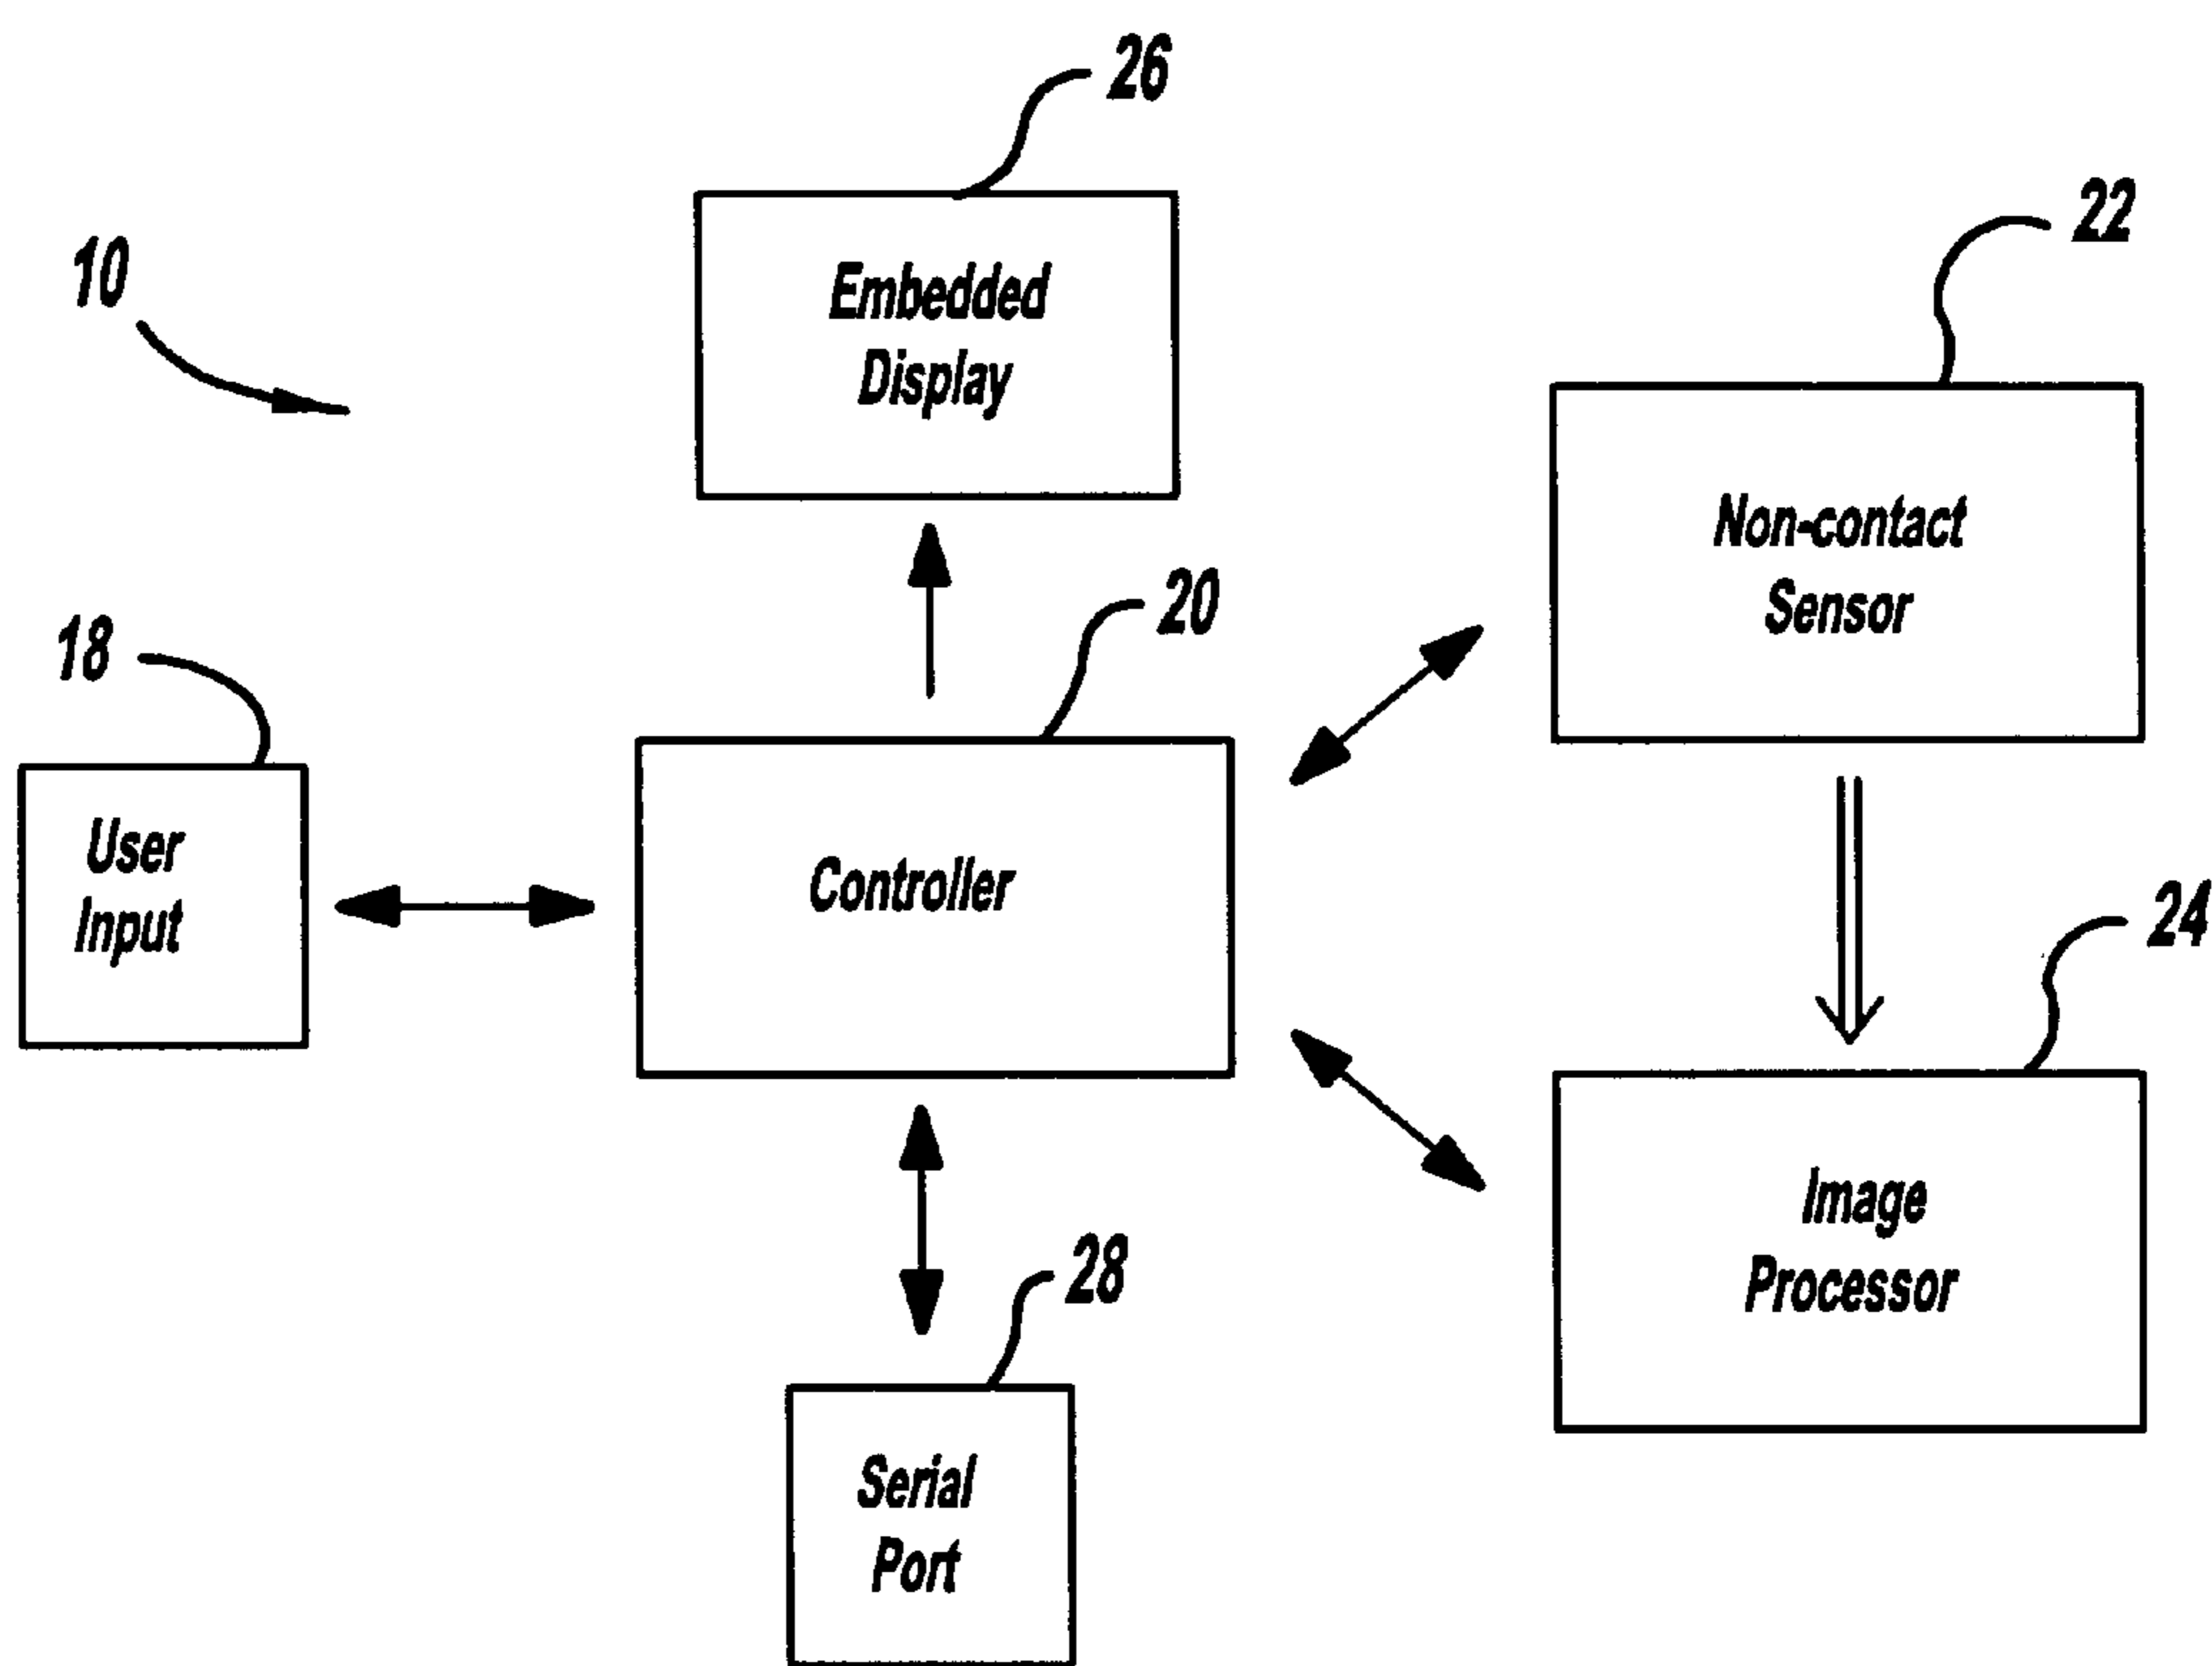 26
22
10
Embedded
Display
Non-contact
Sensor
20
18
User
Input
Controller
24
28
Image
Processor
Serial
Port